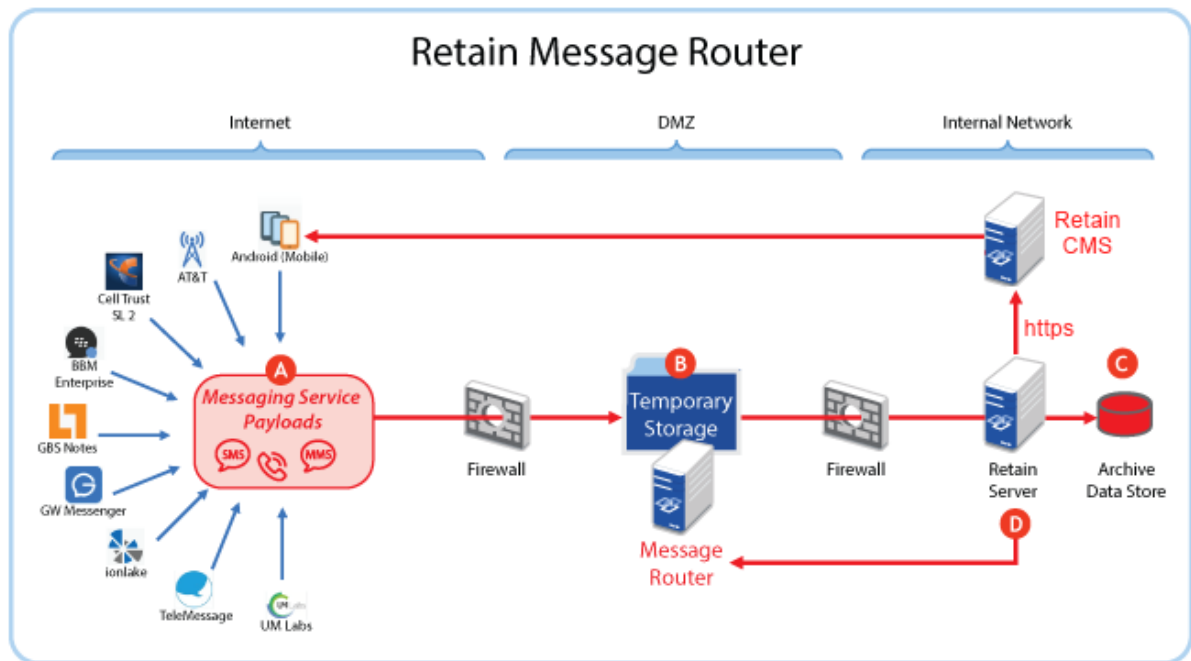 Retain Message Router
Internet
DMZ
Internal Network
Retain
CMS
Android (Mobile)
AT&T
Cell Trust
SL 2
https
BBM
Enterprise
A
Messaging Service
Payloads
SMS
MMS
B
Temporary
Storage
C
GBS Notes
Firewall
Firewall
Retain
Server
Archive
Data Store
GW Messenger
D
Message
Router
ionlake
TeleMessage
UM Labs
UM Labs